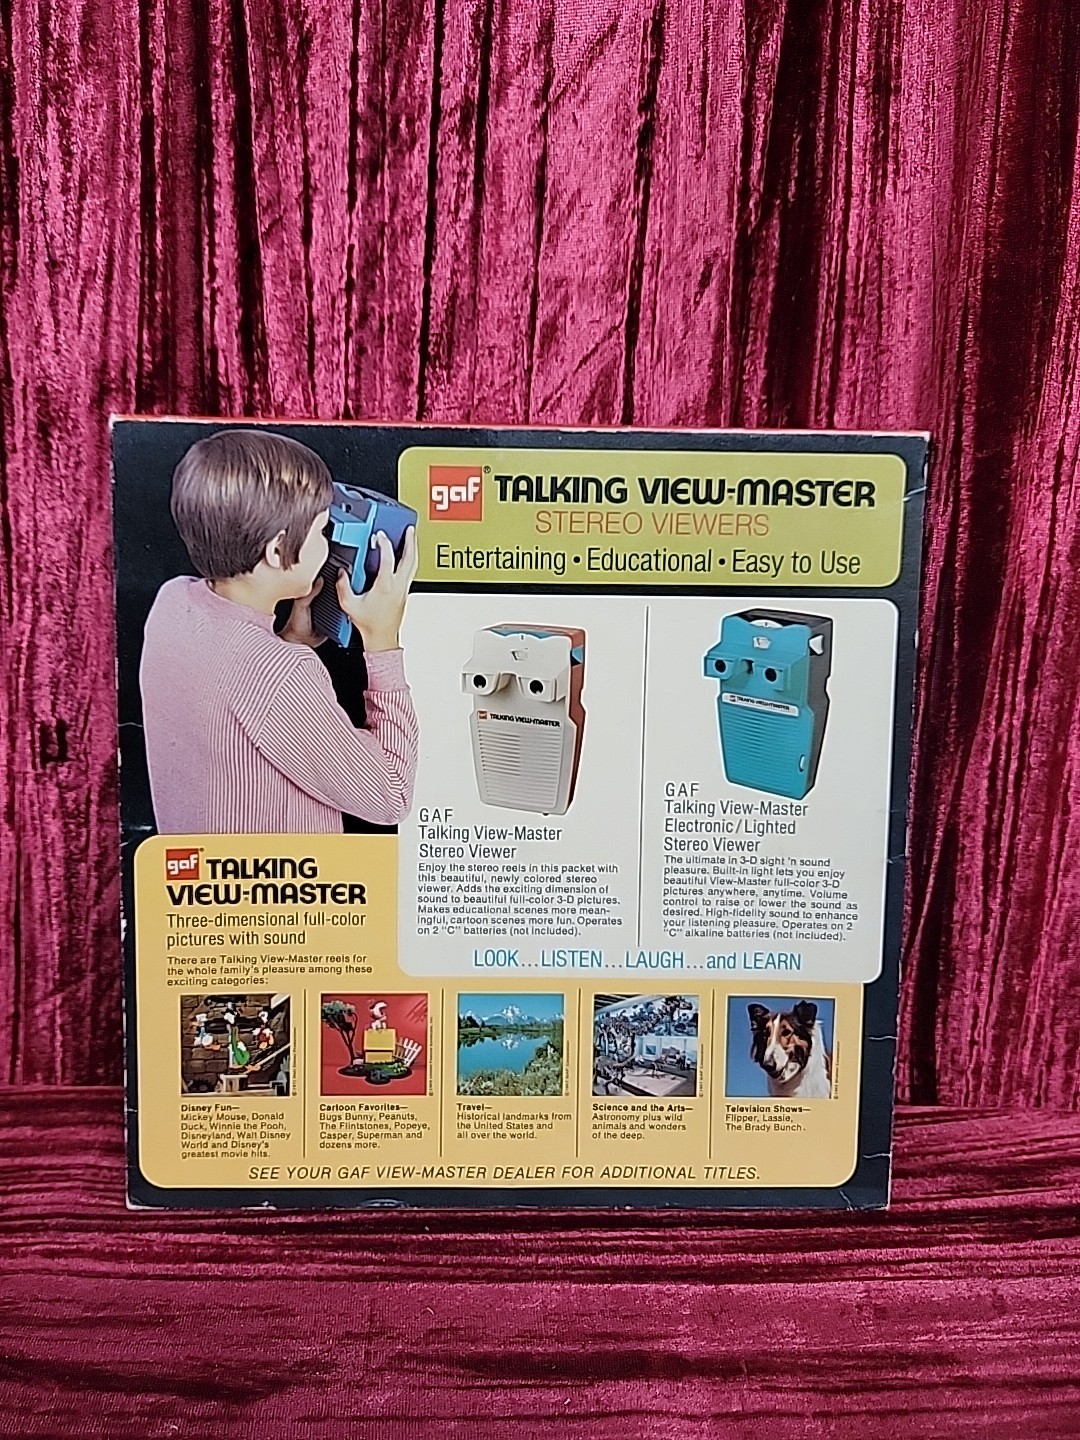 gaf® TALKING VIEW-MASTER
STEREO VIEWERS
Entertaining • Educational • Easy to Use
TALKING VIEW-MASTER
TALKING VIEW-MASTER
GAF
Talking View-Master
Stereo Viewer
Enjoy the stereo reels in this packet with
this beautiful, newly colored stereo
viewer. Adds the exciting dimension of
sound to beautiful full-color 3-D pictures.
Makes educational scenes more mean-
ingful, cartoon scenes more fun. Operates
on 2 "C" batteries (not included).
GAF
Talking View-Master
Electronic/Lighted
Stereo Viewer
The ultimate in 3-D sight 'n sound
pleasure. Built-in light lets you enjoy
beautiful View-Master full-color 3-D
pictures anywhere, anytime. Volume
control to raise or lower the sound as
desired. High-fidelity sound to enhance
your listening pleasure. Operates on 2
"C" alkaline batteries (not included).
LOOK...LISTEN...LAUGH...and LEARN
gaf TALKING
VIEW-MASTER
Three-dimensional full-color
pictures with sound
There are Talking View-Master reels for
the whole family's pleasure among these
exciting categories:
Disney Fun—
Mickey Mouse, Donald
Duck, Winnie the Pooh,
Disneyland, Walt Disney
World and Disney's
greatest movie hits.
Cartoon Favorites—
Bugs Bunny, Peanuts,
The Flintstones, Popeye,
Casper, Superman and
dozens more.
Travel—
Historical landmarks from
the United States and
all over the world.
Science and the Arts—
Astronomy plus wild
animals and wonders
of the deep.
Television Shows—
Flipper, Lassie,
The Brady Bunch.
SEE YOUR GAF VIEW-MASTER DEALER FOR ADDITIONAL TITLES.